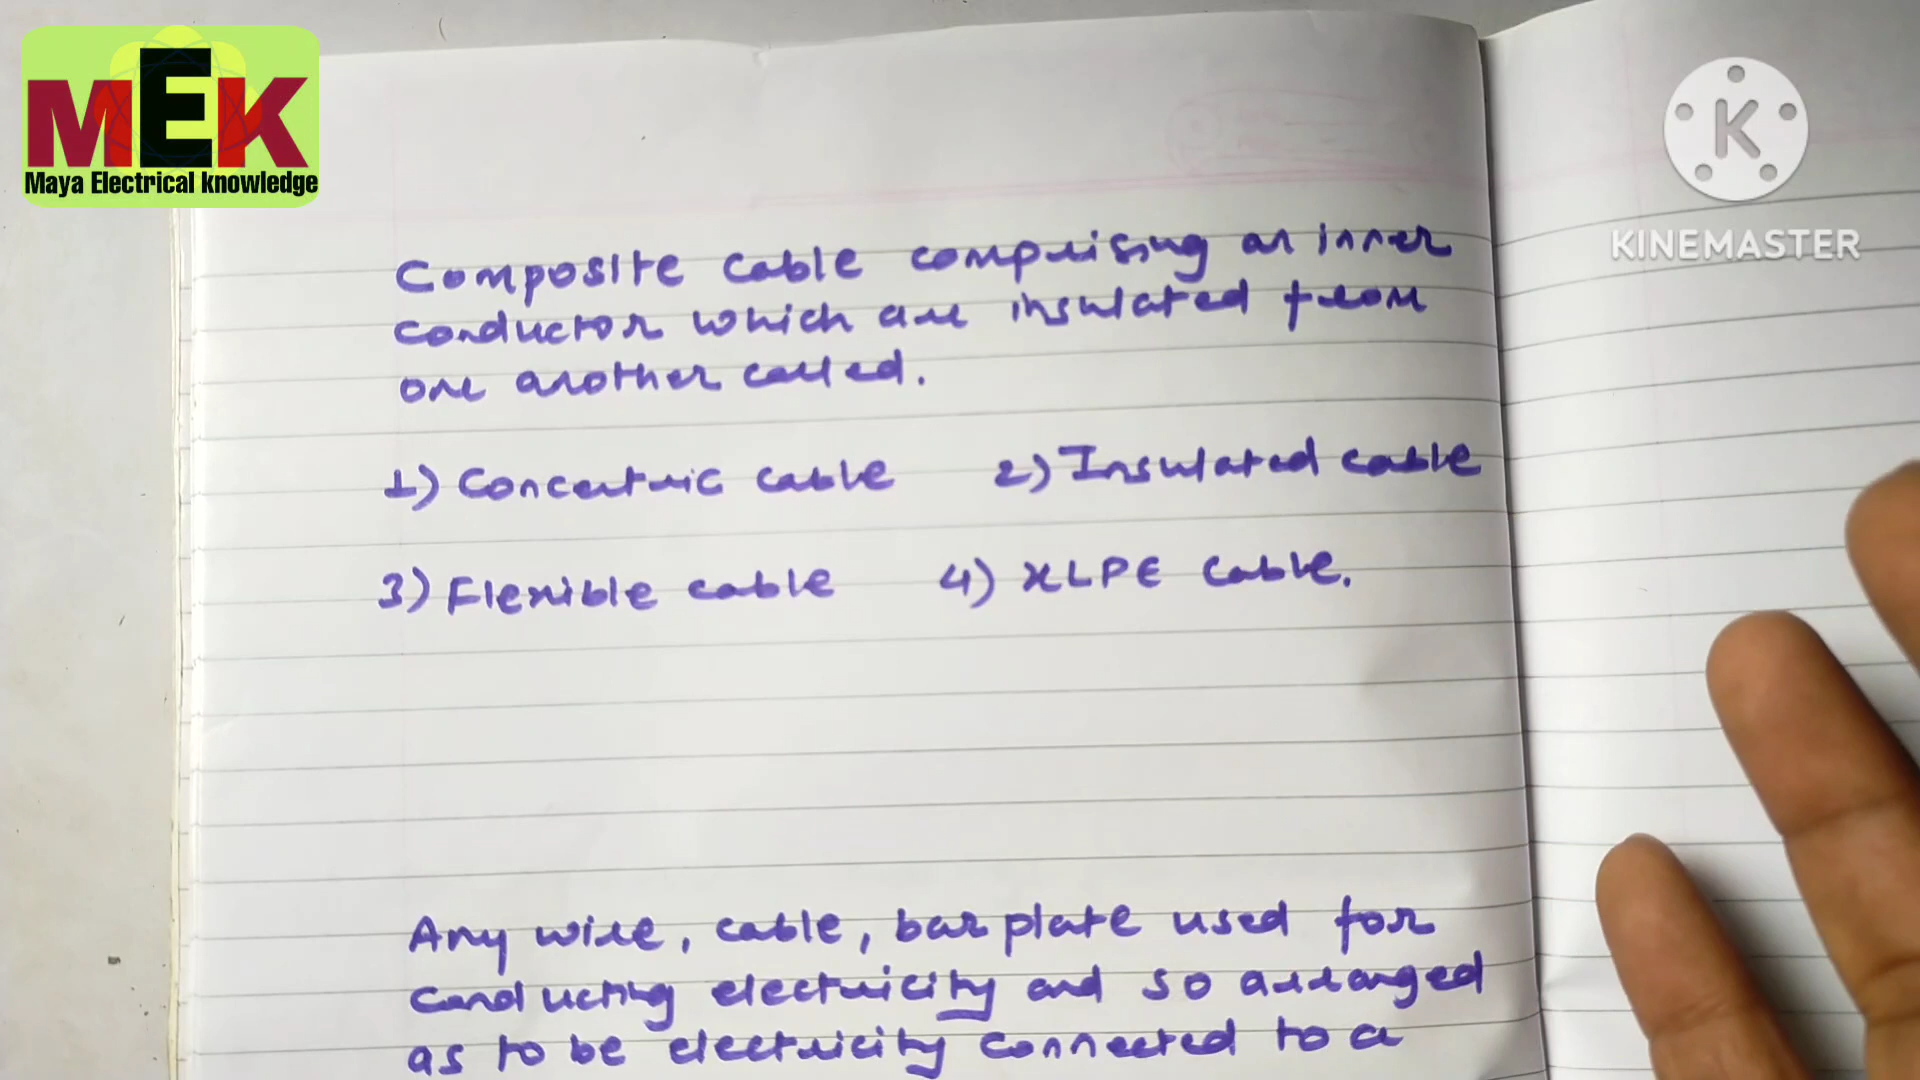 MEK
Maya Electrical knowledge
K
KINEMASTER
Composite cable comprising an inner
conductor which are insulated from
one another called.
1) Concentric cable 2) Insulated cable
3) Flexible cable 4) XLPE cable.
Any wire, cable, bar plate used for
conducting electricity and so arranged
as to be electricity connected to a